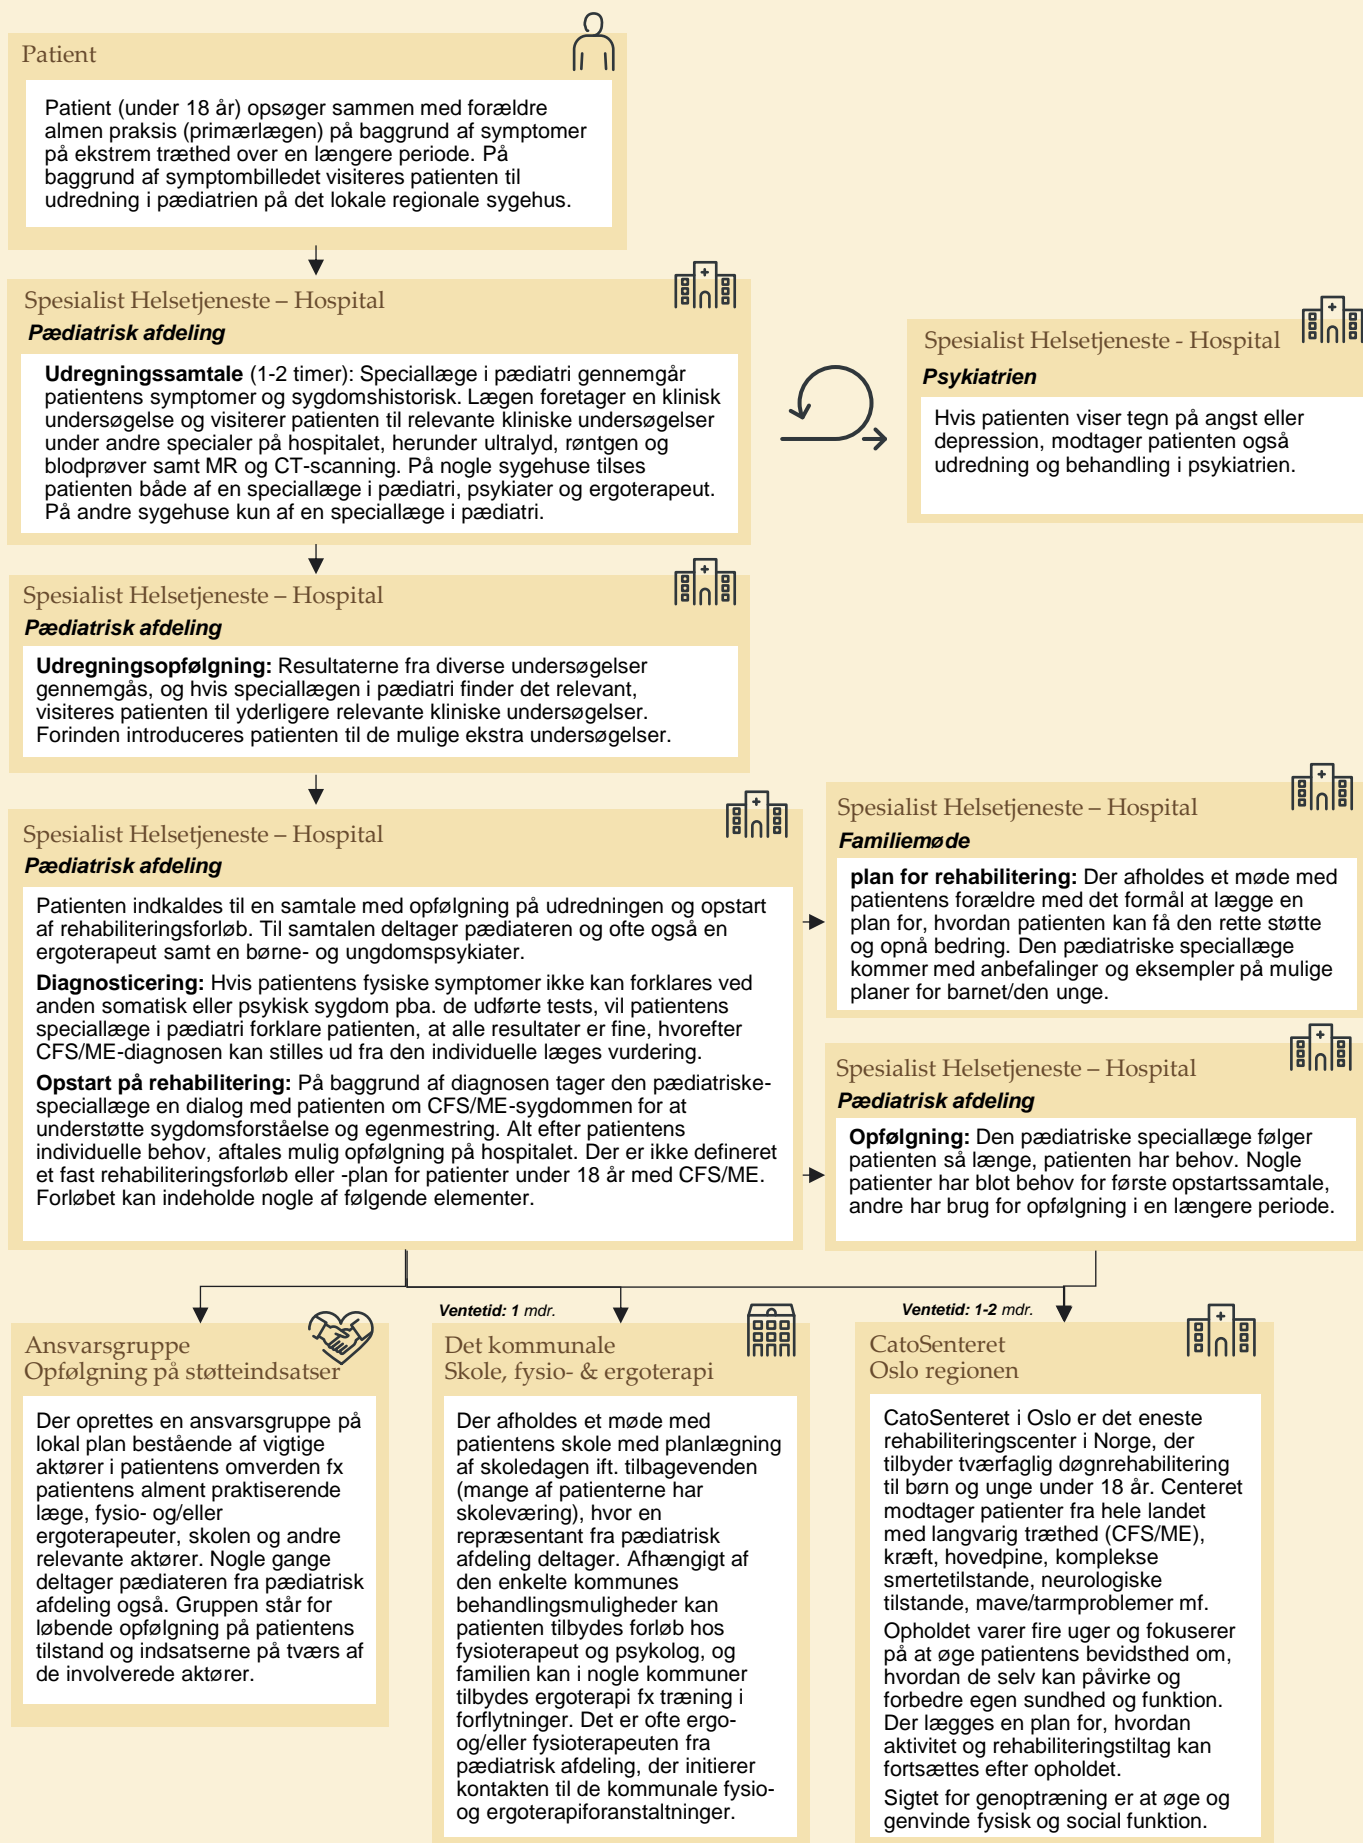 Patient
Patient (under 18 år) opsøger sammen med forældre
almen praksis (primærlægen) på baggrund af symptomer
på ekstrem træthed over en længere periode. På
baggrund af symptombilledet visiteres patienten til
udredning i pædiatrien på det lokale regionale sygehus.
Spesialist Helsetjeneste – Hospital
Pædiatrisk afdeling
Udregningssamtale (1-2 timer): Speciallæge i pædiatri gennemgår
patientens symptomer og sygdomshistorisk. Lægen foretager en klinisk
undersøgelse og visiterer patienten til relevante kliniske undersøgelser
under andre specialer på hospitalet, herunder ultralyd, røntgen og
blodprøver samt MR og CT-scanning. På nogle sygehuse tilses
patienten både af en speciallæge i pædiatri, psykiater og ergoterapeut.
På andre sygehuse kun af en speciallæge i pædiatri.
Spesialist Helsetjeneste - Hospital
Psykiatrien
Hvis patienten viser tegn på angst eller
depression, modtager patienten også
udredning og behandling i psykiatrien.
Spesialist Helsetjeneste – Hospital
Pædiatrisk afdeling
Udregningsopfølgning: Resultaterne fra diverse undersøgelser
gennemgås, og hvis speciallægen i pædiatri finder det relevant,
visiteres patienten til yderligere relevante kliniske undersøgelser.
Forinden introduceres patienten til de mulige ekstra undersøgelser.
Spesialist Helsetjeneste – Hospital
Pædiatrisk afdeling
Patienten indkaldes til en samtale med opfølgning på udredningen og opstart
af rehabiliteringsforløb. Til samtalen deltager pædiateren og ofte også en
ergoterapeut samt en børne- og ungdomspsykiater.
Diagnosticering: Hvis patientens fysiske symptomer ikke kan forklares ved
anden somatisk eller psykisk sygdom pba. de udførte tests, vil patientens
speciallæge i pædiatri forklare patienten, at alle resultater er fine, hvorefter
CFS/ME-diagnosen kan stilles ud fra den individuelle læges vurdering.
Opstart på rehabilitering: På baggrund af diagnosen tager den pædiatriske-
speciallæge en dialog med patienten om CFS/ME-sygdommen for at
understøtte sygdomsforståelse og egenmestring. Alt efter patientens
individuelle behov, aftales mulig opfølgning på hospitalet. Der er ikke defineret
et fast rehabiliteringsforløb eller -plan for patienter under 18 år med CFS/ME.
Forløbet kan indeholde nogle af følgende elementer.
Spesialist Helsetjeneste – Hospital
Familiemøde
plan for rehabilitering: Der afholdes et møde med
patientens forældre med det formål at lægge en
plan for, hvordan patienten kan få den rette støtte
og opnå bedring. Den pædiatriske speciallæge
kommer med anbefalinger og eksempler på mulige
planer for barnet/den unge.
Spesialist Helsetjeneste – Hospital
Pædiatrisk afdeling
Opfølgning: Den pædiatriske speciallæge følger
patienten så længe, patienten har behov. Nogle
patienter har blot behov for første opstartssamtale,
andre har brug for opfølgning i en længere periode.
Ansvarsgruppe
Opfølgning på støtteindsatser
Der oprettes en ansvarsgruppe på
lokal plan bestående af vigtige
aktører i patientens omverden fx
patientens alment praktiserende
læge, fysio- og/eller
ergoterapeuter, skolen og andre
relevante aktører. Nogle gange
deltager pædiateren fra pædiatrisk
afdeling også. Gruppen står for
løbende opfølgning på patientens
tilstand og indsatserne på tværs af
de involverede aktører.
Ventetid: 1 mdr.
Det kommunale
Skole, fysio- & ergoterapi
Der afholdes et møde med
patientens skole med planlægning
af skoledagen ift. tilbagevenden
(mange af patienterne har
skoleværing), hvor en
repræsentant fra pædiatrisk
afdeling deltager. Afhængigt af
den enkelte kommunes
behandlingsmuligheder kan
patienten tilbydes forløb hos
fysioterapeut og psykolog, og
familien kan i nogle kommuner
tilbydes ergoterapi fx træning i
forflytninger. Det er ofte ergo-
og/eller fysioterapeuten fra
pædiatrisk afdeling, der initierer
kontakten til de kommunale fysio-
og ergoterapiforanstaltninger.
Ventetid: 1-2 mdr.
CatoSenteret
Oslo regionen
CatoSenteret i Oslo er det eneste
rehabiliteringscenter i Norge, der
tilbyder tværfaglig døgnrehabilitering
til børn og unge under 18 år. Centeret
modtager patienter fra hele landet
med langvarig træthed (CFS/ME),
kræft, hovedpine, komplekse
smertetilstande, neurologiske
tilstande, mave/tarmproblemer mf.
Opholdet varer fire uger og fokuserer
på at øge patientens bevidsthed om,
hvordan de selv kan påvirke og
forbedre egen sundhed og funktion.
Der lægges en plan for, hvordan
aktivitet og rehabiliteringstiltag kan
fortsættes efter opholdet.
Sigtet for genoptræning er at øge og
genvinde fysisk og social funktion.